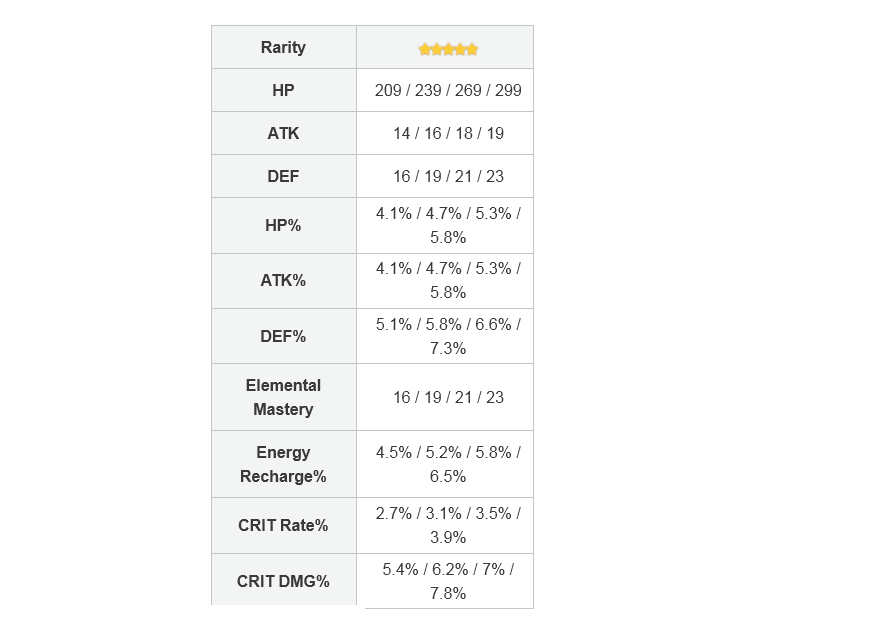 Rarity
HP
209 / 239 / 269 / 299
ATK
14 / 16 / 18 / 19
DEF
16 / 19 / 21 / 23
HP%
4.1% / 4.7% / 5.3% /
5.8%
ATK%
4.1% / 4.7% / 5.3% /
5.8%
DEF%
5.1% / 5.8% / 6.6% /
7.3%
Elemental
Mastery
16 / 19 / 21 / 23
Energy
Recharge%
4.5% / 5.2% / 5.8% /
6.5%
CRIT Rate%
2.7% / 3.1% / 3.5% /
3.9%
CRIT DMG%
5.4% / 6.2% / 7% /
7.8%